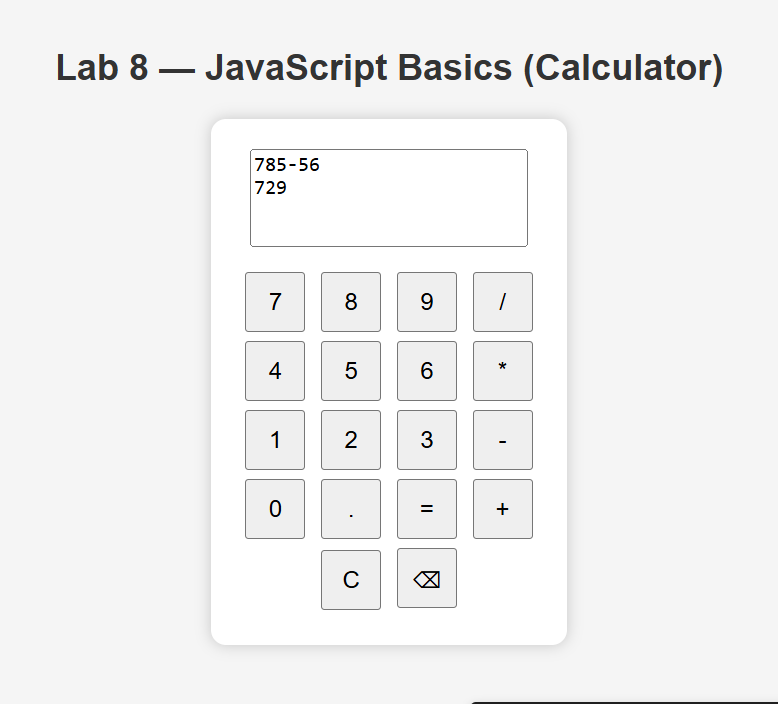 Lab 8 — JavaScript Basics (Calculator)
785-56
729
7 8 9 /
4 5 6 *
1 2 3 -
0 . = +
C ⌫